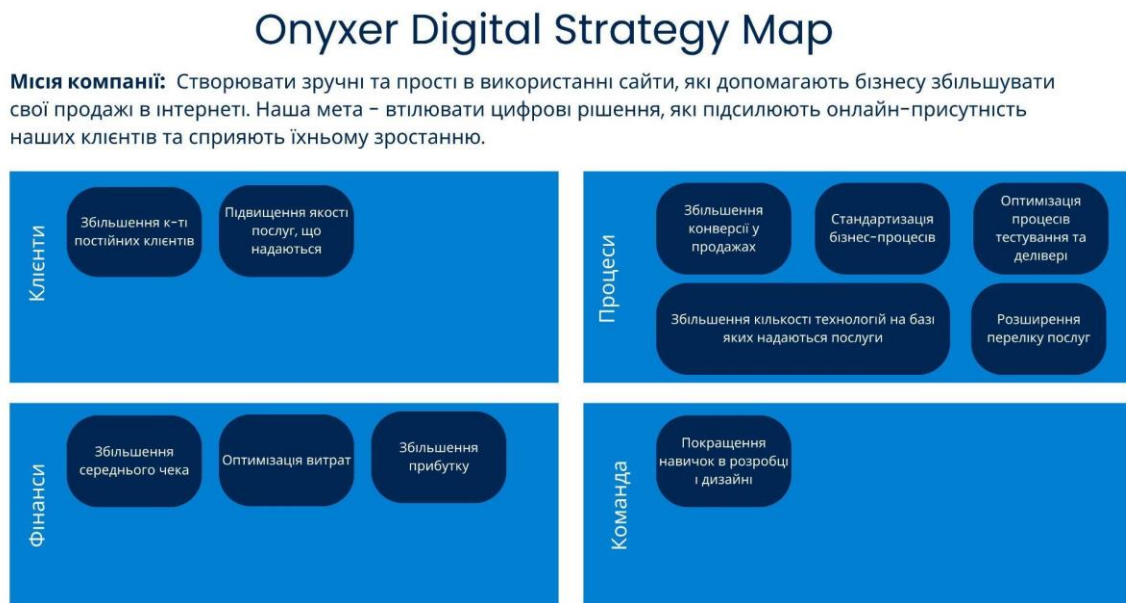 Onyxer Digital Strategy Map
Місія компанії: Створювати зручні та прості в використанні сайти, які допомагають бізнесу збільшувати
свої продажі в інтернеті. Наша мета - втілювати цифрові рішення, які підсилюють онлайн-присутність
наших клієнтів та сприяють їхньому зростанню.
Клієнти
Збільшення к-ті
постійних клієнтів
Підвищення якості
послуг, що
надаються
Процеси
Збільшення
конверсії у
продажах
Стандартизація
бізнес-процесів
Оптимізація
процесів
тестування та
делівері
Збільшення кількості технологій на базі
яких надаються послуги
Розширення
переліку послуг
Фінанси
Збільшення
середнього чека
Оптимізація витрат
Збільшення
прибутку
Команда
Покращення
навичок в розробці
і дизайні